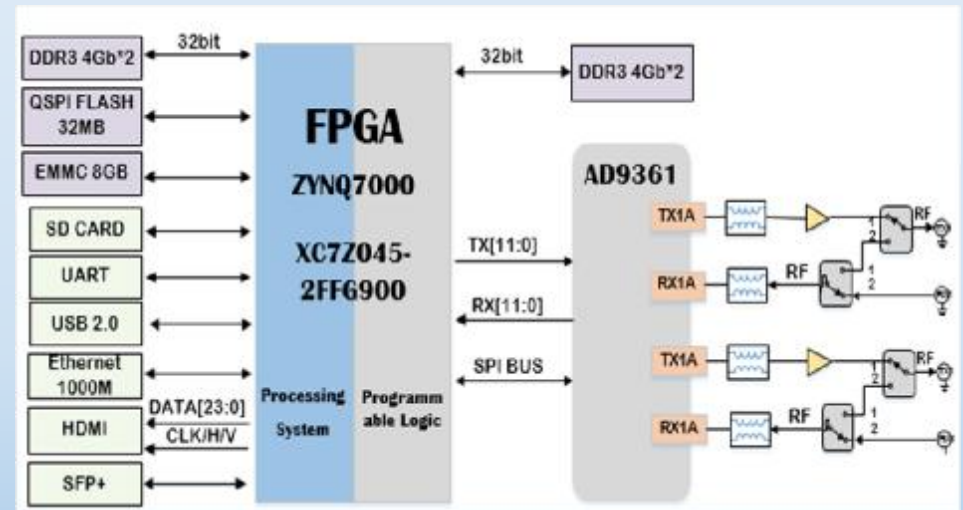 DDR3 4Gb*2
QSPI FLASH
32MB
EMMC 8GB
SD CARD
UART
USB 2.0
Ethernet
1000M
HDMI
SFP+
32bit
DATA[23:0]
CLK/H/V
FPGA
ZYNQ7000
XC7Z045-
2FF6900
Processing
System
Programm
able Logic
32bit
DDR3 4Gb*2
TX[11:0]
RX[11:0]
SPI BUS
AD9361
TX1A
1
2
RF
RX1A
RF
1
2
TX1A
1
2
RF
RX1A
RF
1
2